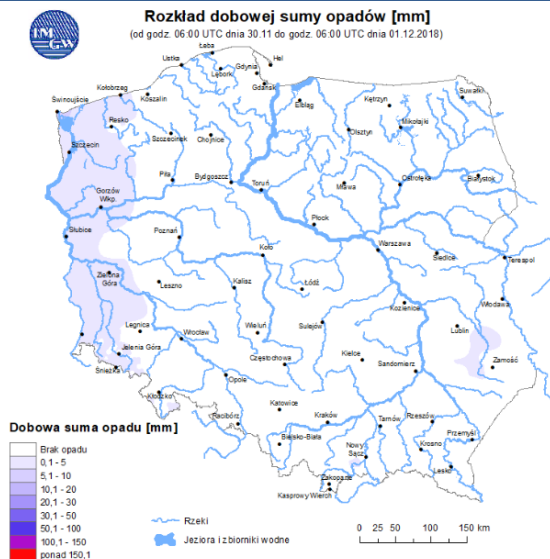 IMGW
Rozkład dobowej sumy opadów [mm]
(od godz. 06:00 UTC dnia 30.11 do godz. 06:00 UTC dnia 01.12.2018)
Łeba
Ustka
Hel
Lębork
Gdynia
Gdańsk
Kołobrzeg
Koszalin
Elbląg
Kętrzyn
Suwałki
Świnoujście
Resko
Szczecinek
Chojnice
Olsztyn
Mikołajki
Szczecin
Piła
Bydgoszcz
Toruń
Mława
Ostrołęka
Białystok
Gorzów
Wlkp.
Płock
Słubice
Poznań
Koło
Warszawa
Siedlce
Terespol
Zielona
Góra
Leszno
Kalisz
Łódź
Kozienice
Włodawa
Legnica
Wrocław
Wieluń
Sulejów
Lublin
Jelenia Góra
Śnieżka
Częstochowa
Kielce
Sandomierz
Zamość
Opole
Kłodzko
Katowice
Racibórz
Kraków
Tarnów
Rzeszów
Bielsko-Biała
Nowy
Sącz
Krosno
Przemyśl
Lesko
Zakopane
Kasprowy Wierch
Dobowa suma opadu [mm]
Brak opadu
0,1 - 5
5,1 - 10
10,1 - 20
20,1 - 30
30,1 - 50
50,1 - 100
100,1 - 150
ponad 150,1
Rzeki
Jeziora i zbiorniki wodne
0 25 50 100 150 km